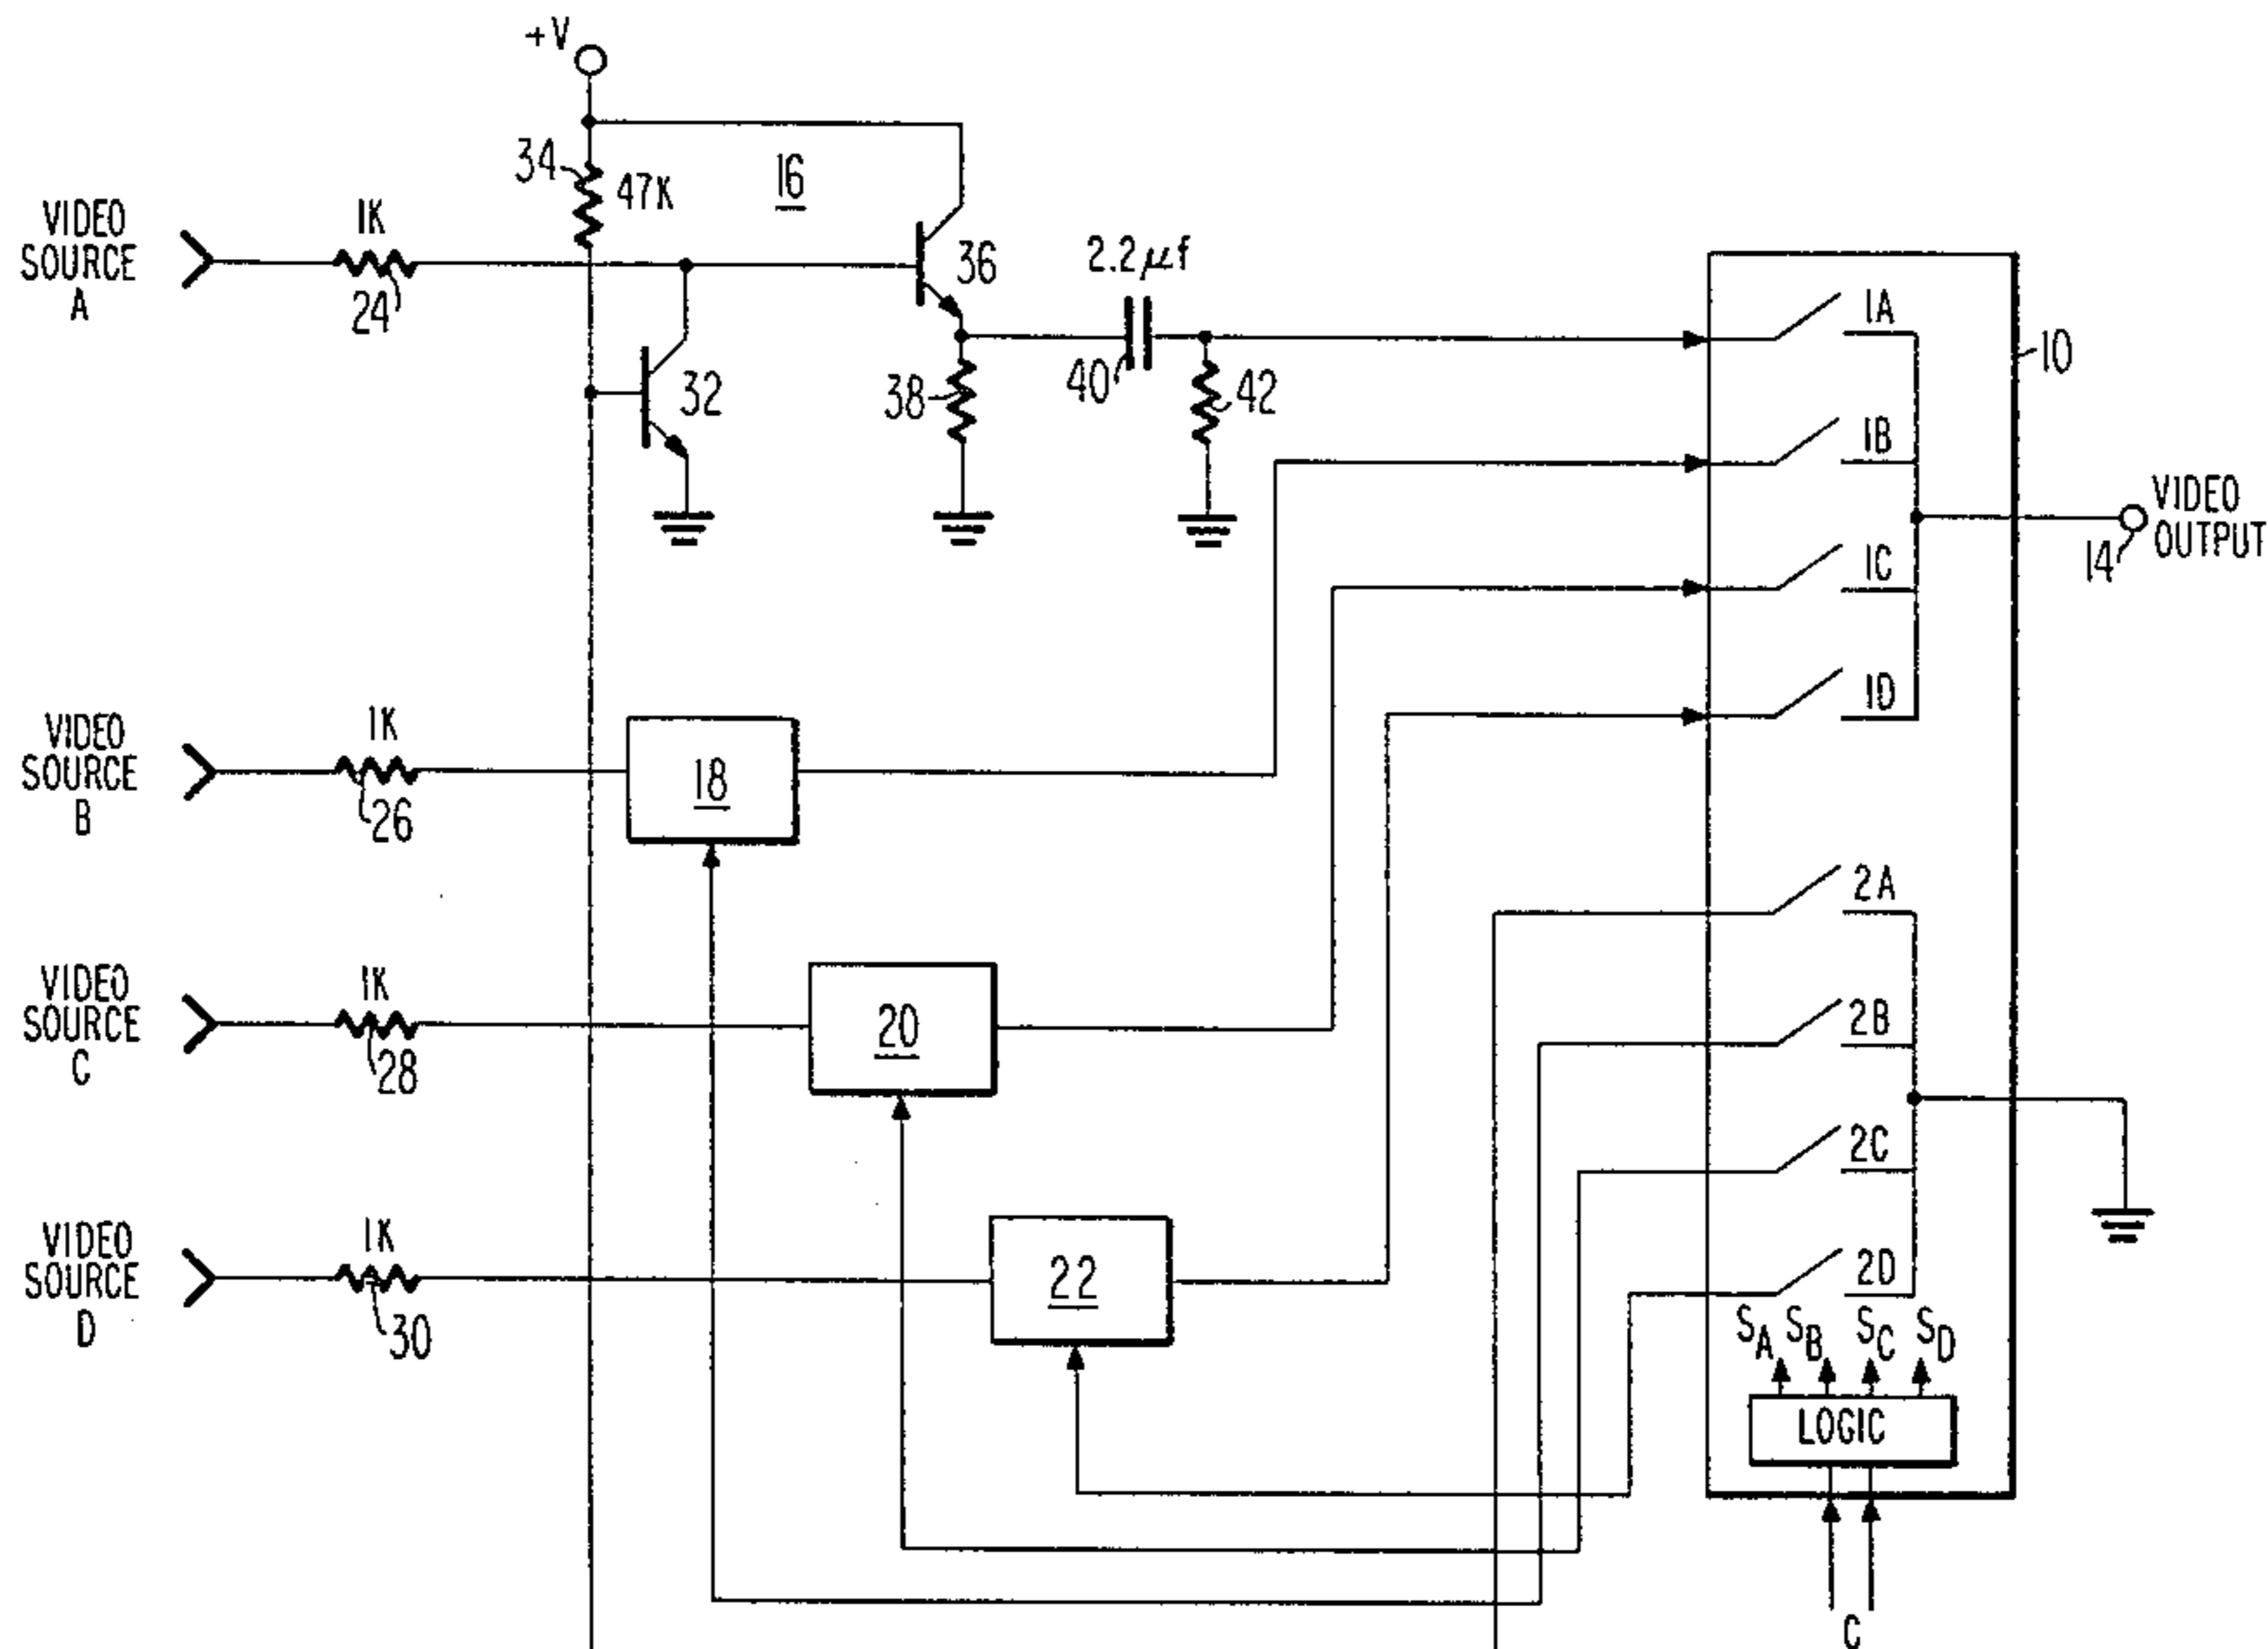 +V
34
47K
16
VIDEO
SOURCE
A
1K
24
36
2.2µf
1A
10
32
38
40
42
1B
VIDEO
OUTPUT
14
1C
1D
VIDEO
SOURCE
B
1K
26
18
2A
VIDEO
SOURCE
C
1K
28
20
2B
2C
VIDEO
SOURCE
D
1K
30
22
2D
SA SB SC SD
LOGIC
C